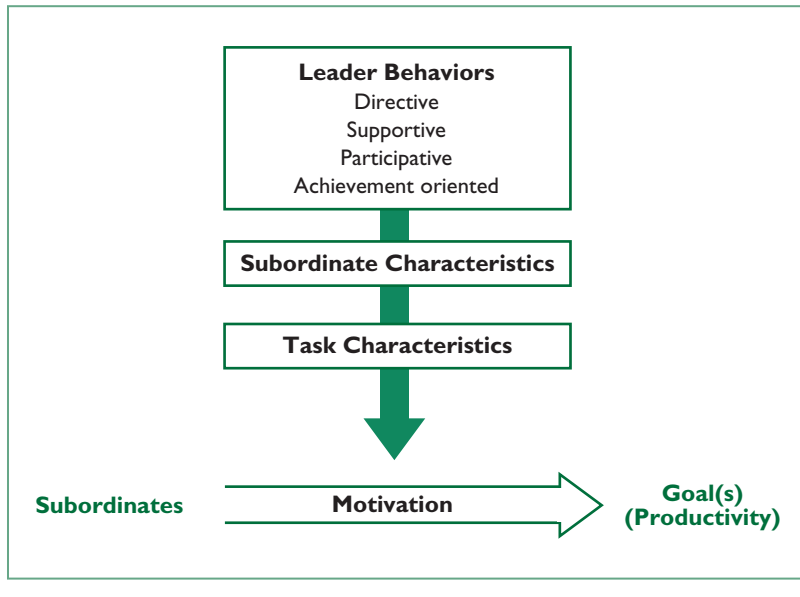 Leader Behaviors
Directive
Supportive
Participative
Achievement oriented
Subordinate Characteristics
Task Characteristics
Subordinates
Motivation
Goal(s)
(Productivity)